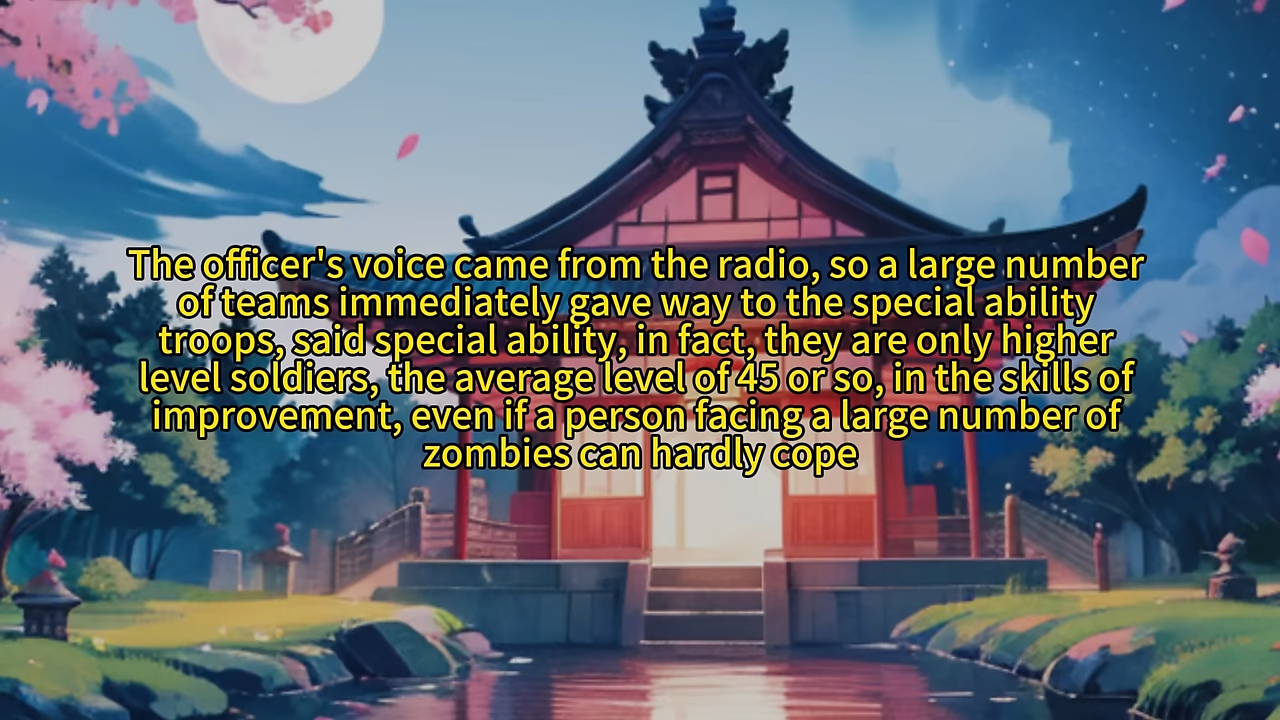 The officer's voice came from the radio, so a large number
of teams immediately gave way to the special ability
troops, said special ability, in fact, they are only higher
level soldiers, the average level of 45 or so, in the skills of
improvement, even if a person facing a large number of
zombies can hardly cope